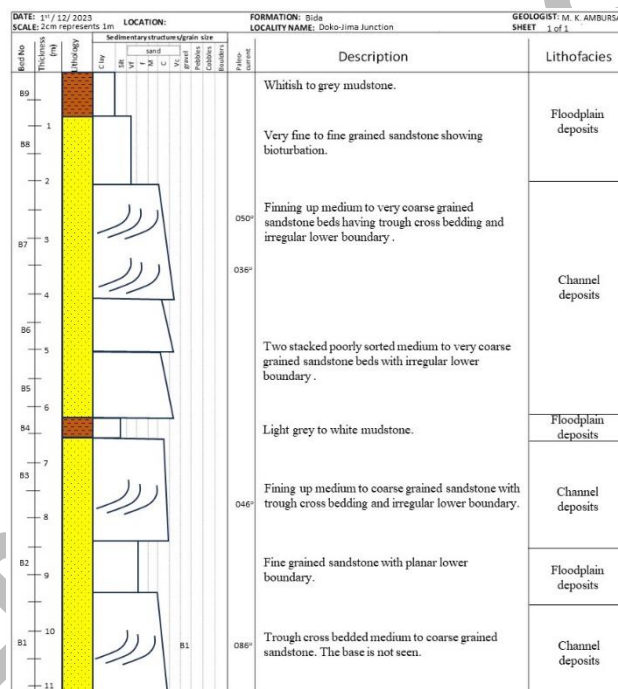 DATE: 1st / 12/ 2023
LOCATION:
FORMATION: Bida
GEOLOGIST: M. K. AMBURSA
SCALE: 2cm represents 1m
LOCALITY NAME: Doko-Jima Junction
SHEET 1 of 1
Bed No
Thickness (m)
Lithology
Sedimentary structures/grain size
sand
Clay
Silt
Vf
f
M
C
Vc
gravel
Pebbles
Cobbles
Boulders
Paleo-current
Description
Lithofacies
B9
Whitish to grey mudstone.
Floodplain
deposits
1
B8
Very fine to fine grained sandstone showing
bioturbation.
2
050°
Finning up medium to very coarse grained
sandstone beds having trough cross bedding and
irregular lower boundary .
B7
3
036°
Channel
deposits
4
B6
5
Two stacked poorly sorted medium to very coarse
grained sandstone beds with irregular lower
boundary .
B5
6
B4
Light grey to white mudstone.
Floodplain
deposits
7
B3
046°
Fining up medium to coarse grained sandstone with
trough cross bedding and irregular lower boundary.
Channel
deposits
8
B2
Fine grained sandstone with planar lower
boundary.
Floodplain
deposits
9
10
B1
B1
086°
Trough cross bedded medium to coarse grained
sandstone. The base is not seen.
Channel
deposits
11